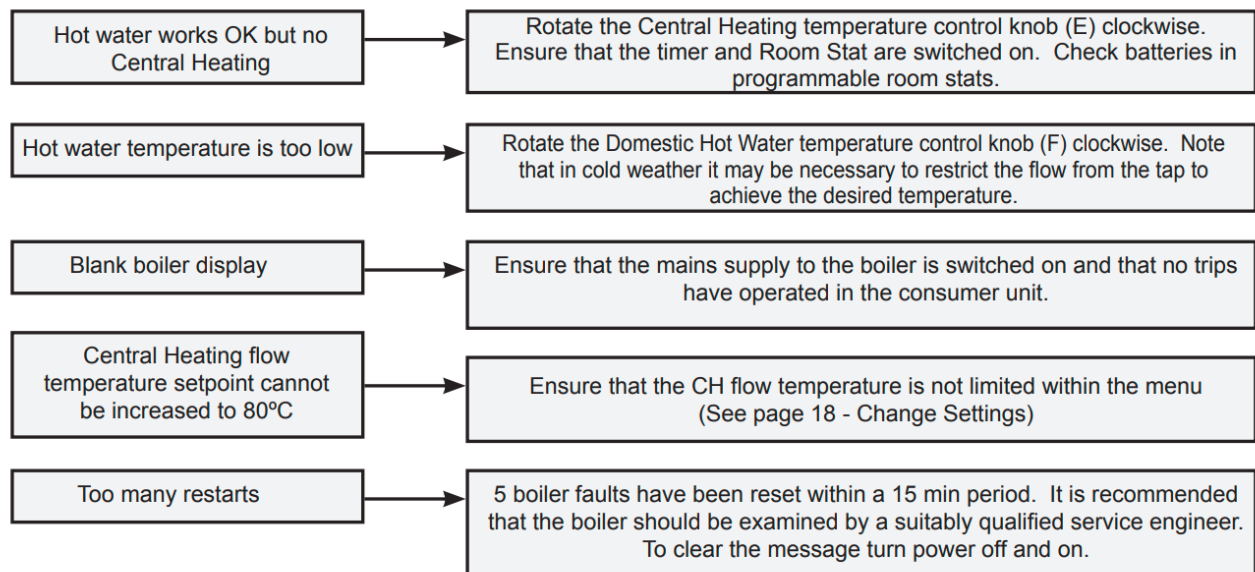 Hot water works OK but no
Central Heating
Rotate the Central Heating temperature control knob (E) clockwise.
Ensure that the timer and Room Stat are switched on.  Check batteries in
programmable room stats.
Hot water temperature is too low
Rotate the Domestic Hot Water temperature control knob (F) clockwise.  Note
that in cold weather it may be necessary to restrict the flow from the tap to
achieve the desired temperature.
Blank boiler display
Ensure that the mains supply to the boiler is switched on and that no trips
have operated in the consumer unit.
Central Heating flow
temperature setpoint cannot
be increased to 80ºC
Ensure that the CH flow temperature is not limited within the menu
(See page 18 - Change Settings)
Too many restarts
5 boiler faults have been reset within a 15 min period.  It is recommended
that the boiler should be examined by a suitably qualified service engineer.
To clear the message turn power off and on.